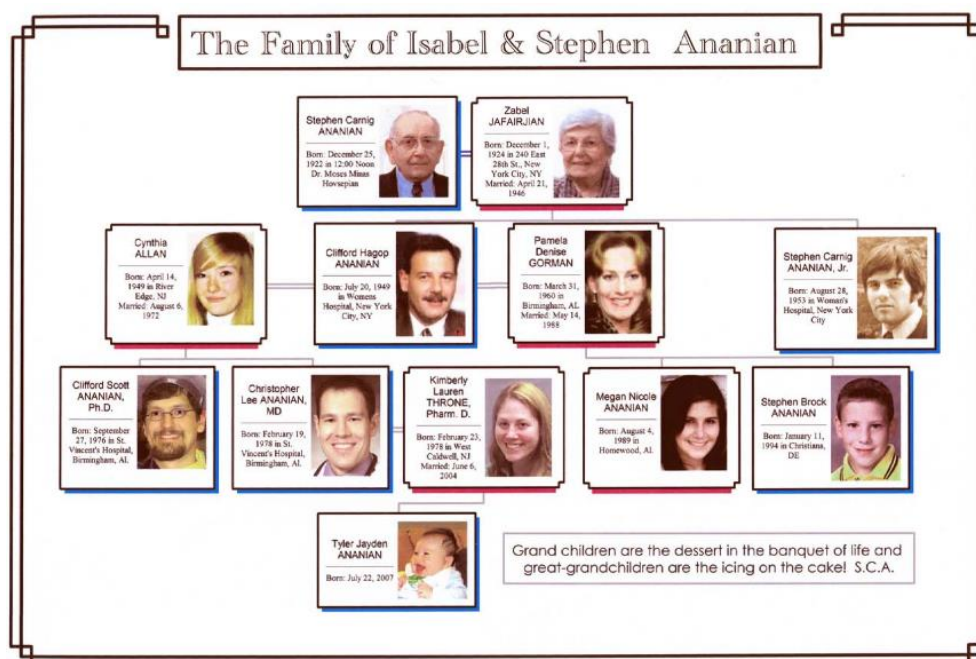 The Family of Isabel & Stephen Ananian
Stephen Carnig
ANANIAN
Born: December 25,
1922 in 12:00 Noon
Dr. Moses Minas
Hovsepian
Zabel
JAFAIRJIAN
Born: December 1,
1924 in 240 East
28th St., New
York City, NY
Married: April 21,
1946
Cynthia
ALLAN
Born: April 14,
1949 in River
Edge, NJ
Married: August 6,
1972
Clifford Hagop
ANANIAN
Born: July 20, 1949
in Womens
Hospital, New York
City, NY
Pamela
Denise
GORMAN
Born: March 31,
1960 in
Birmingham, AL
Married: May 14,
1988
Stephen Carnig
ANANIAN, Jr.
Born: August 28,
1953 in Woman's
Hospital, New York
City
Clifford Scott
ANANIAN,
Ph.D.
Born: September
27, 1976 in St.
Vincent's Hospital,
Birmingham, AL
Christopher
Lee ANANIAN,
MD
Born: February 19,
1978 in St.
Vincent's Hospital,
Birmingham, AL
Kimberly
Lauren
THRONE,
Pharm. D.
Born: February 23,
1978 in West
Caldwell, NJ
Married: June 6,
2004
Megan Nicole
ANANIAN
Born: August 4,
1989 in
Homewood, AL
Stephen Brock
ANANIAN
Born: January 11,
1994 in Christiana,
DE
Tyler Jayden
ANANIAN
Born: July 22, 2007
Grand children are the dessert in the banquet of life and
great-grandchildren are the icing on the cake! S.C.A.